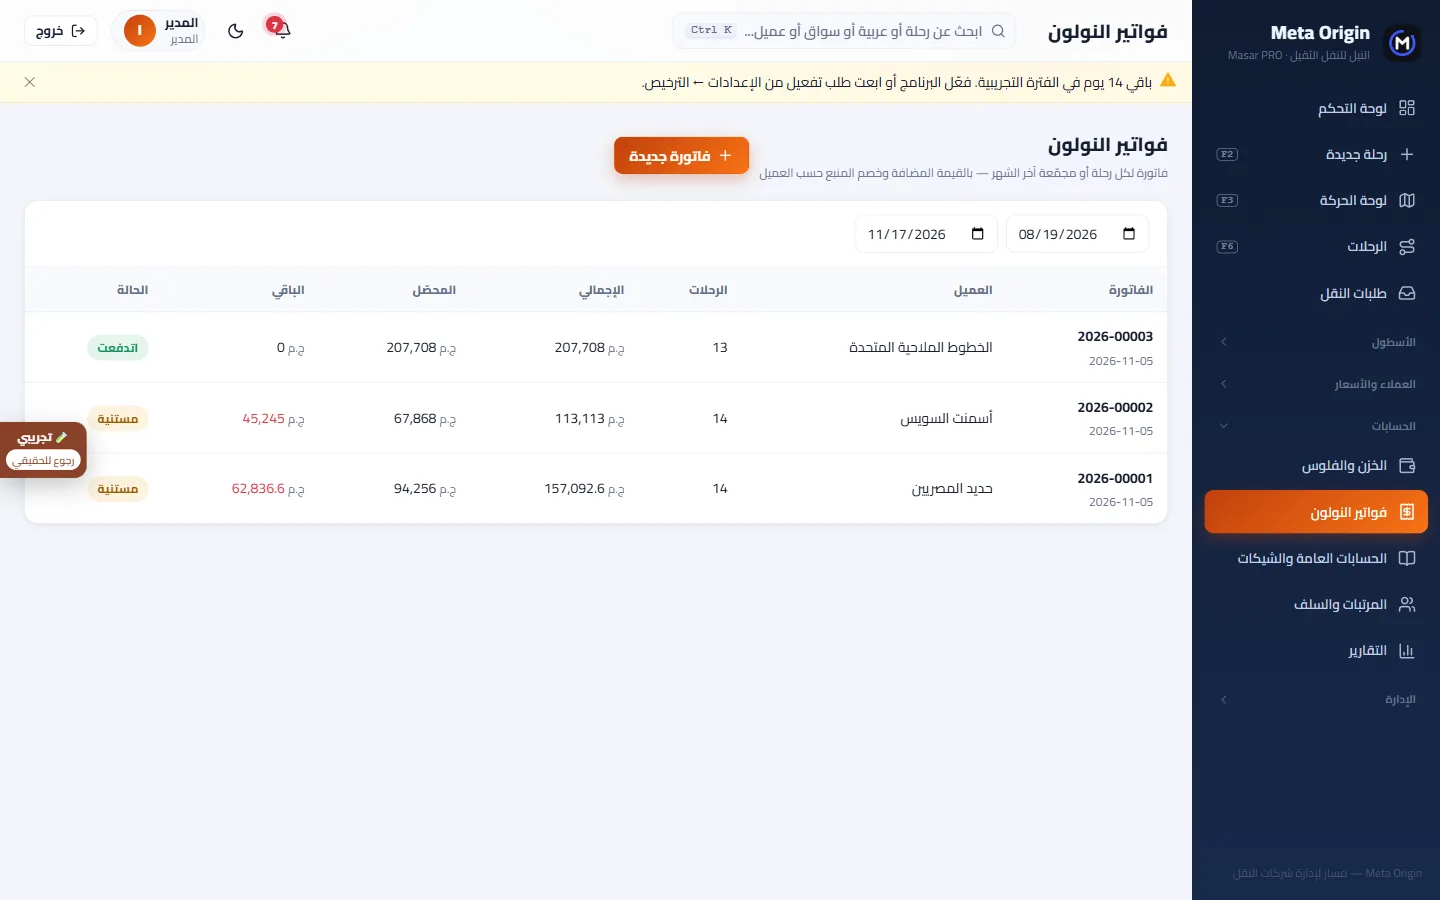 Meta Origin
النيل للنقل الثقيل · Masar PRO
لوحة التحكم
رحلة جديدة F2
لوحة الحركة F3
الرحلات F6
طلبات النقل
الأسطول
العملاء والأسعار
الحسابات
الخزن والفلوس
فواتير النولون
الحسابات العامة والشيكات
المرتبات والسلف
التقارير
الإدارة
Meta Origin — مسار لإدارة شركات النقل
فواتير النولون
ابحث عن رحلة أو عربية أو سواق أو عميل... Ctrl K
7
المدير
المدير
ا
خروج
باقي 14 يوم في الفترة التجريبية. فعّل البرنامج أو ابعت طلب تفعيل من الإعدادات ← الترخيص.
فواتير النولون
فاتورة لكل رحلة أو مجمّعة آخر الشهر — بالقيمة المضافة وخصم المنبع حسب العميل
فاتورة جديدة
08/19/2026
11/17/2026
الفاتورة العميل الرحلات الإجمالي المحصّل الباقي الحالة
2026-00003 الخطوط الملاحية المتحدة 13 207,708 ج.م 207,708 ج.م 0 ج.م اتدفعت
2026-11-05
2026-00002 أسمنت السويس 14 113,113 ج.م 67,868 ج.م 45,245 ج.م مستنية
2026-11-05
2026-00001 حديد المصريين 14 157,092.6 ج.م 94,256 ج.م 62,836.6 ج.م مستنية
2026-11-05
تجريبي
رجوع للحقيقي